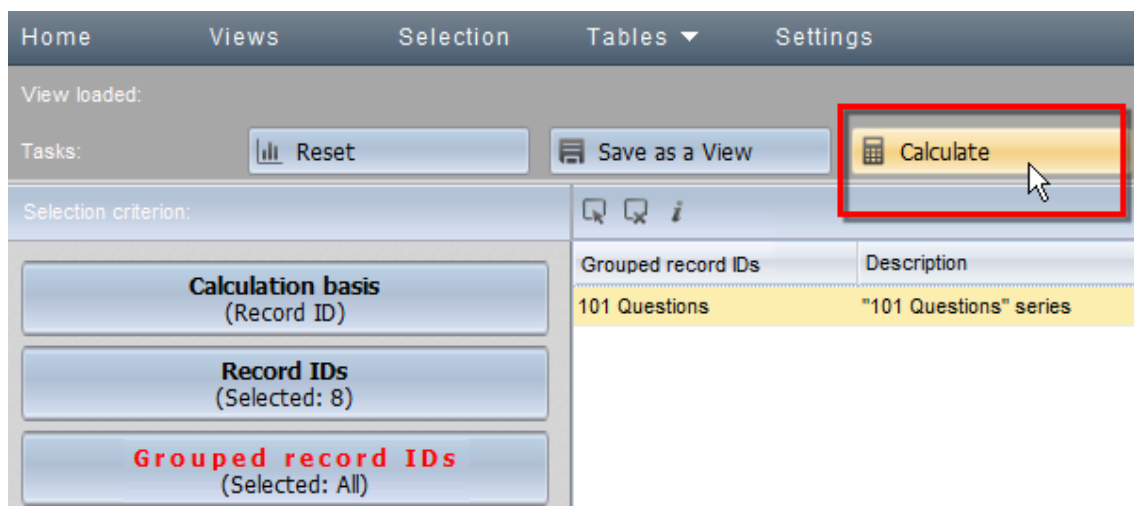 Home Views Selection Tables Settings
View loaded:
Tasks: Reset Save as a View Calculate
Selection criterion:
Grouped record IDs Description
Calculation basis
(Record ID)
101 Questions "101 Questions" series
Record IDs
(Selected: 8)
Grouped record IDs
(Selected: All)